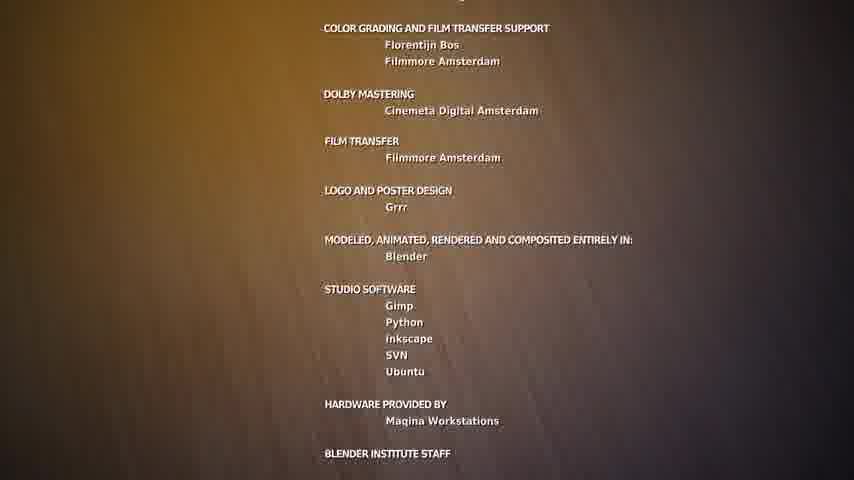 COLOR GRADING AND FILM TRANSFER SUPPORT
Florentijn Bos
Filmmore Amsterdam
DOLBY MASTERING
Cinemeta Digital Amsterdam
FILM TRANSFER
Filmmore Amsterdam
LOGO AND POSTER DESIGN
Grrr
MODELED, ANIMATED, RENDERED AND COMPOSITED ENTIRELY IN:
Blender
STUDIO SOFTWARE
Gimp
Python
Inkscape
SVN
Ubuntu
HARDWARE PROVIDED BY
Maqina Workstations
BLENDER INSTITUTE STAFF